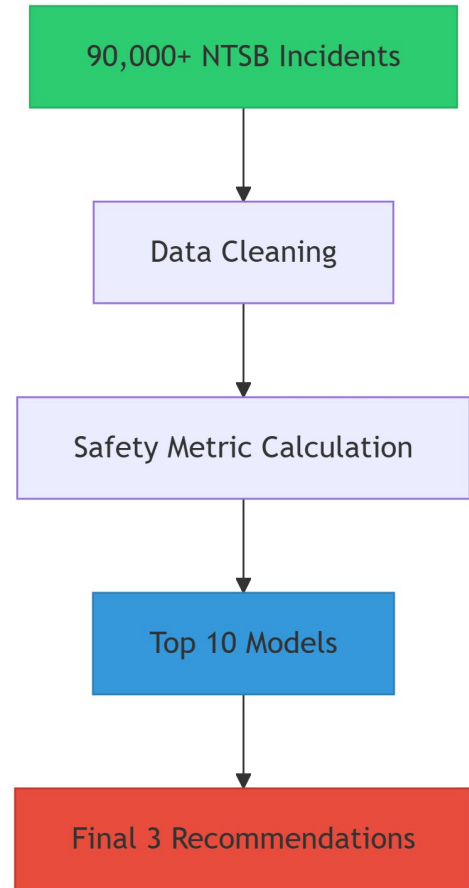 90,000+ NTSB Incidents
Data Cleaning
Safety Metric Calculation
Top 10 Models
Final 3 Recommendations